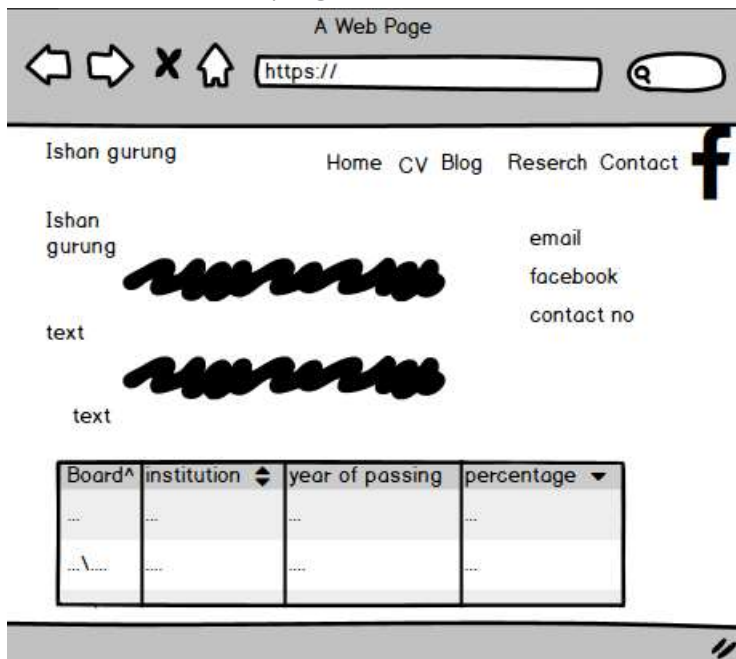 A Web Page
https://
Ishan gurung
Home CV Blog Reserch Contact f
Ishan gurung
email
facebook
contact no
text
text
Board^ institution year of passing percentage
... ... ... ...
...\.... .... .... ...